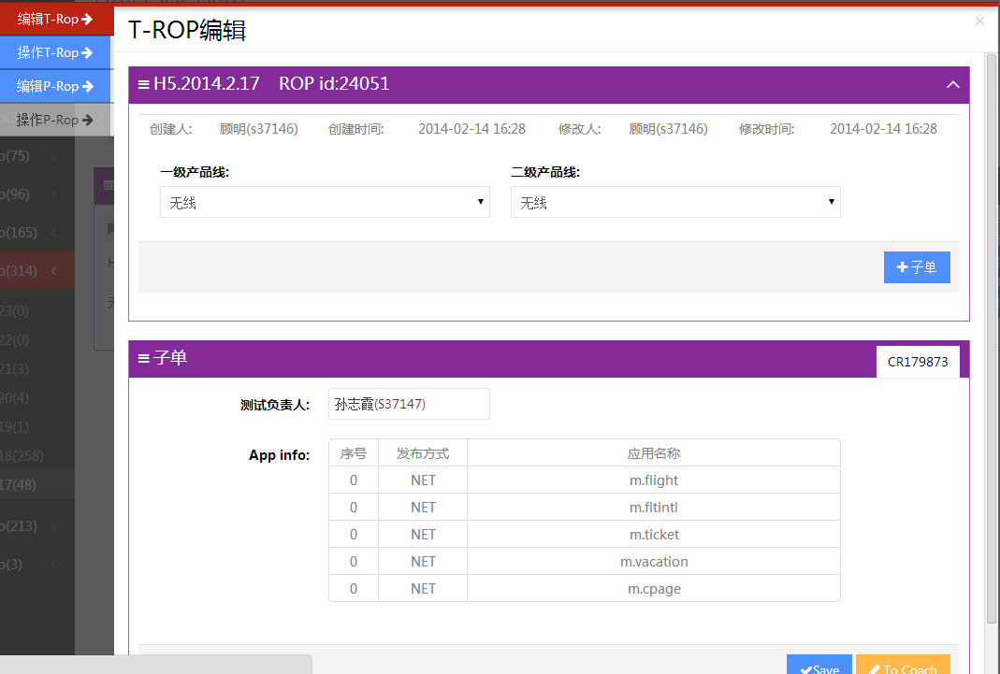 编辑T-Rop
操作T-Rop
编辑P-Rop
操作P-Rop
o(75)
o(96)
o(165)
o(314)
23(0)
22(0)
21(3)
20(4)
19(1)
18(258)
17(48)
o(213)
o(3)
T-ROP编辑
×
H5.2014.2.17 ROP id:24051
创建人: 顾明(s37146) 创建时间: 2014-02-14 16:28 修改人: 顾明(s37146) 修改时间: 2014-02-14 16:28
一级产品线: 二级产品线:
无线 无线
子单
子单 CR179873
测试负责人: 孙志霞(S37147)
App info: 序号 发布方式 应用名称
0 NET m.flight
0 NET m.fltintl
0 NET m.ticket
0 NET m.vacation
0 NET m.cpage
Save To Coach